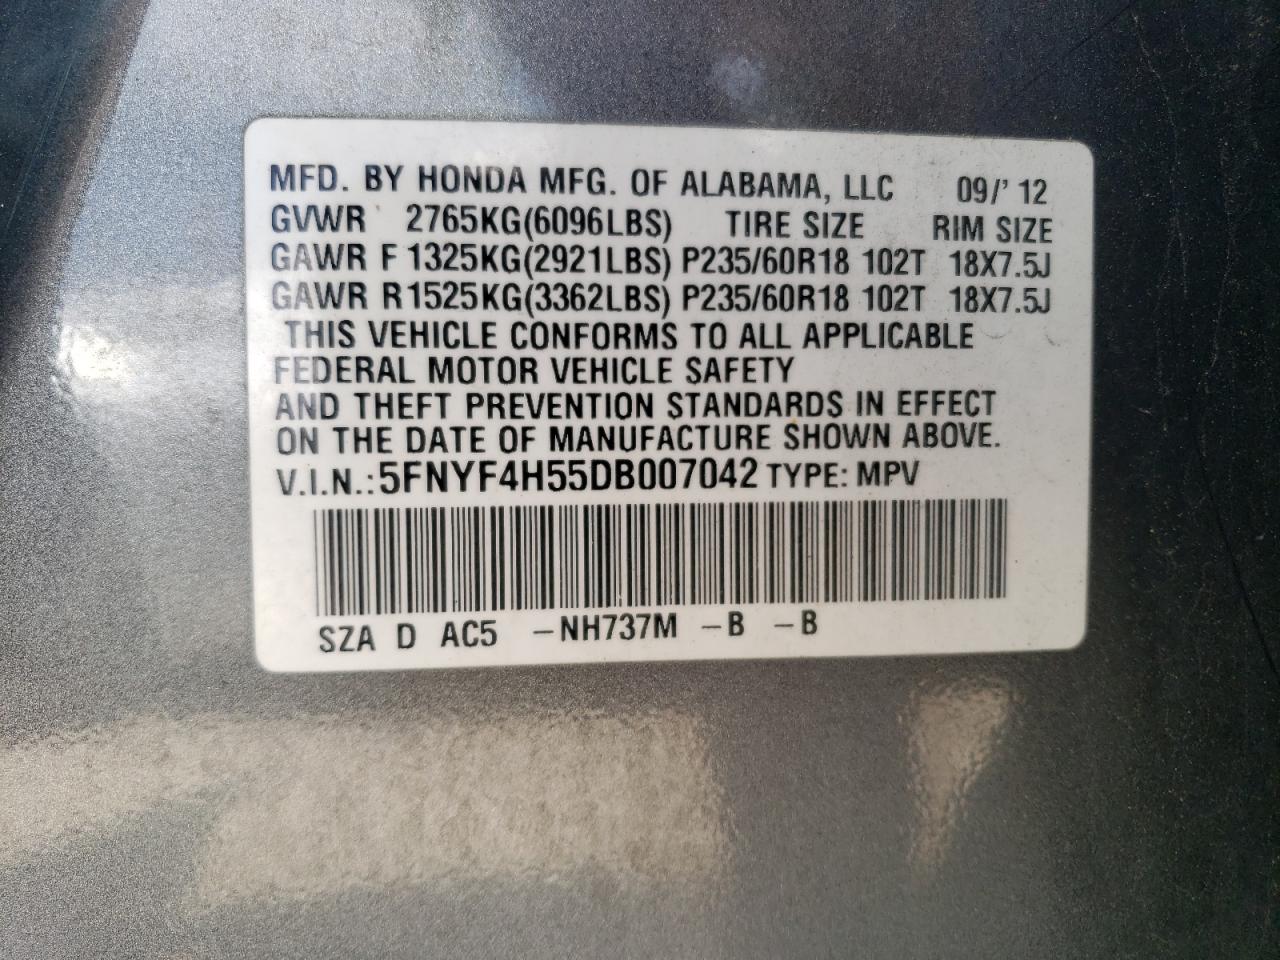 MFD. BY HONDA MFG. OF ALABAMA, LLC 09/' 12
GVWR 2765KG(6096LBS) TIRE SIZE RIM SIZE
GAWR F 1325KG(2921LBS) P235/60R18 102T 18X7.5J
GAWR R 1525KG(3362LBS) P235/60R18 102T 18X7.5J
THIS VEHICLE CONFORMS TO ALL APPLICABLE
FEDERAL MOTOR VEHICLE SAFETY
AND THEFT PREVENTION STANDARDS IN EFFECT
ON THE DATE OF MANUFACTURE SHOWN ABOVE.
V.I.N.: 5FNYF4H55DB007042 TYPE: MPV
SZA D AC5 -NH737M -B -B